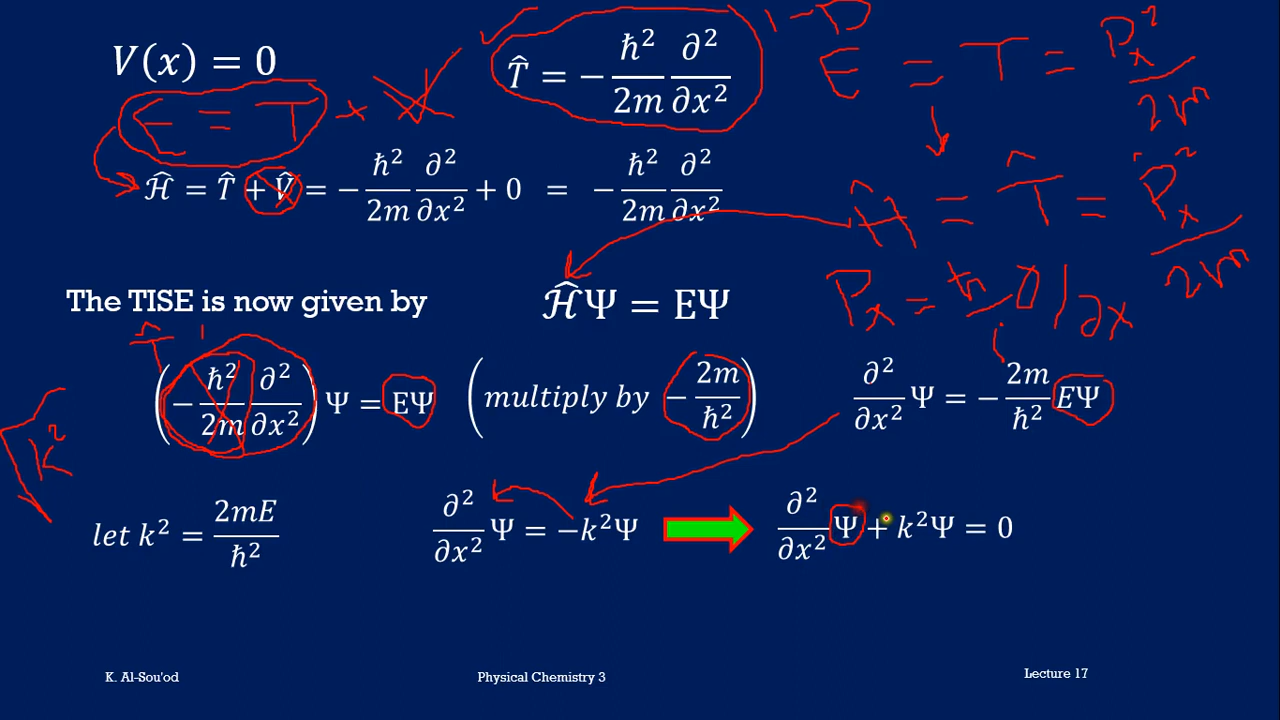 V(x) = 0
T̂ = −ħ²/2m ∂²/∂x²
1-D
E = T = Pₓ²/2m
E = T + V
Ĥ = T̂ + V̂ = −ħ²/2m ∂²/∂x² + 0 = −ħ²/2m ∂²/∂x²
Ĥ = T̂ = P̂ₓ²/2m
The TISE is now given by
ĤΨ = EΨ
Pₓ = ħ/i ∂/∂x
T̂
(−ħ²/2m ∂²/∂x²) Ψ = EΨ (multiply by −2m/ħ²) ∂²/∂x² Ψ = −2m/ħ² EΨ
k²
let k² = 2mE/ħ²
∂²/∂x² Ψ = −k²Ψ
∂²/∂x² Ψ + k²Ψ = 0
K. Al-Sou'od
Physical Chemistry 3
Lecture 17